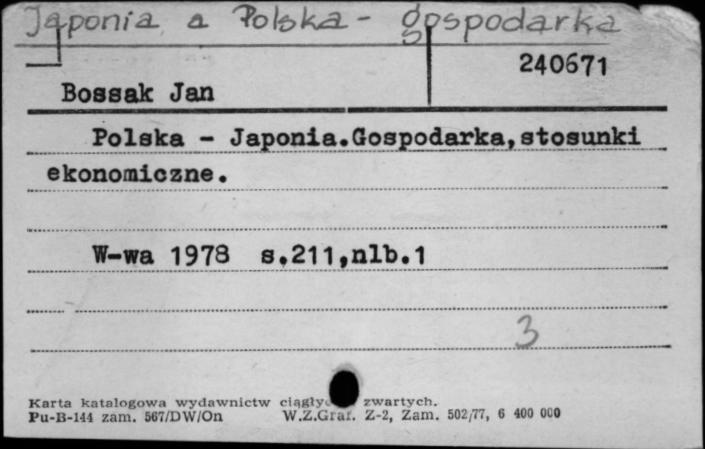 Japonia a Polska - gospodarka
240671
Bossak Jan
Polska - Japonia.Gospodarka,stosunki
ekonomiczne.
W-wa 1978 s.211,nlb.1
3
Karta katalogowa wydawnictw zwartych.
Pu-B-144 zam. 567/DW/On W.Z.Graf. Z-2, Zam. 502/77, 6 400 000